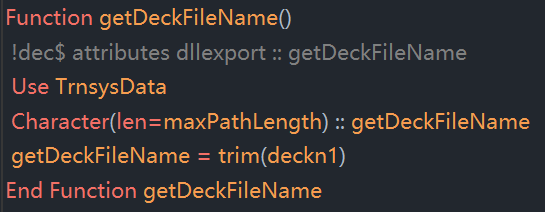 Function getDeckFileName()
!dec$ attributes dllexport :: getDeckFileName
Use TrnsysData
Character(len=maxPathLength) :: getDeckFileName
getDeckFileName = trim(deckn1)
End Function getDeckFileName